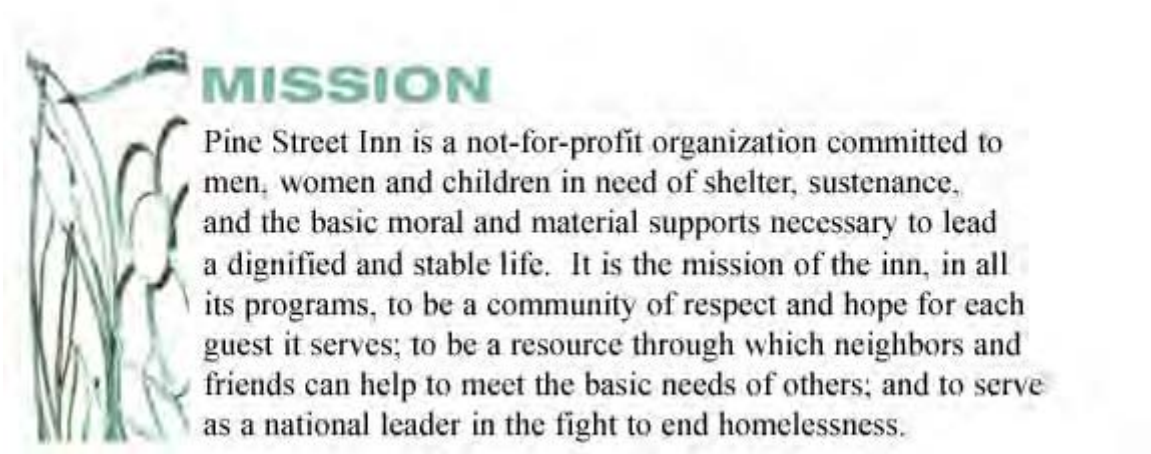 MISSION
Pine Street Inn is a not-for-profit organization committed to
men, women and children in need of shelter, sustenance,
and the basic moral and material supports necessary to lead
a dignified and stable life. It is the mission of the inn, in all
its programs, to be a community of respect and hope for each
guest it serves; to be a resource through which neighbors and
friends can help to meet the basic needs of others; and to serve
as a national leader in the fight to end homelessness.